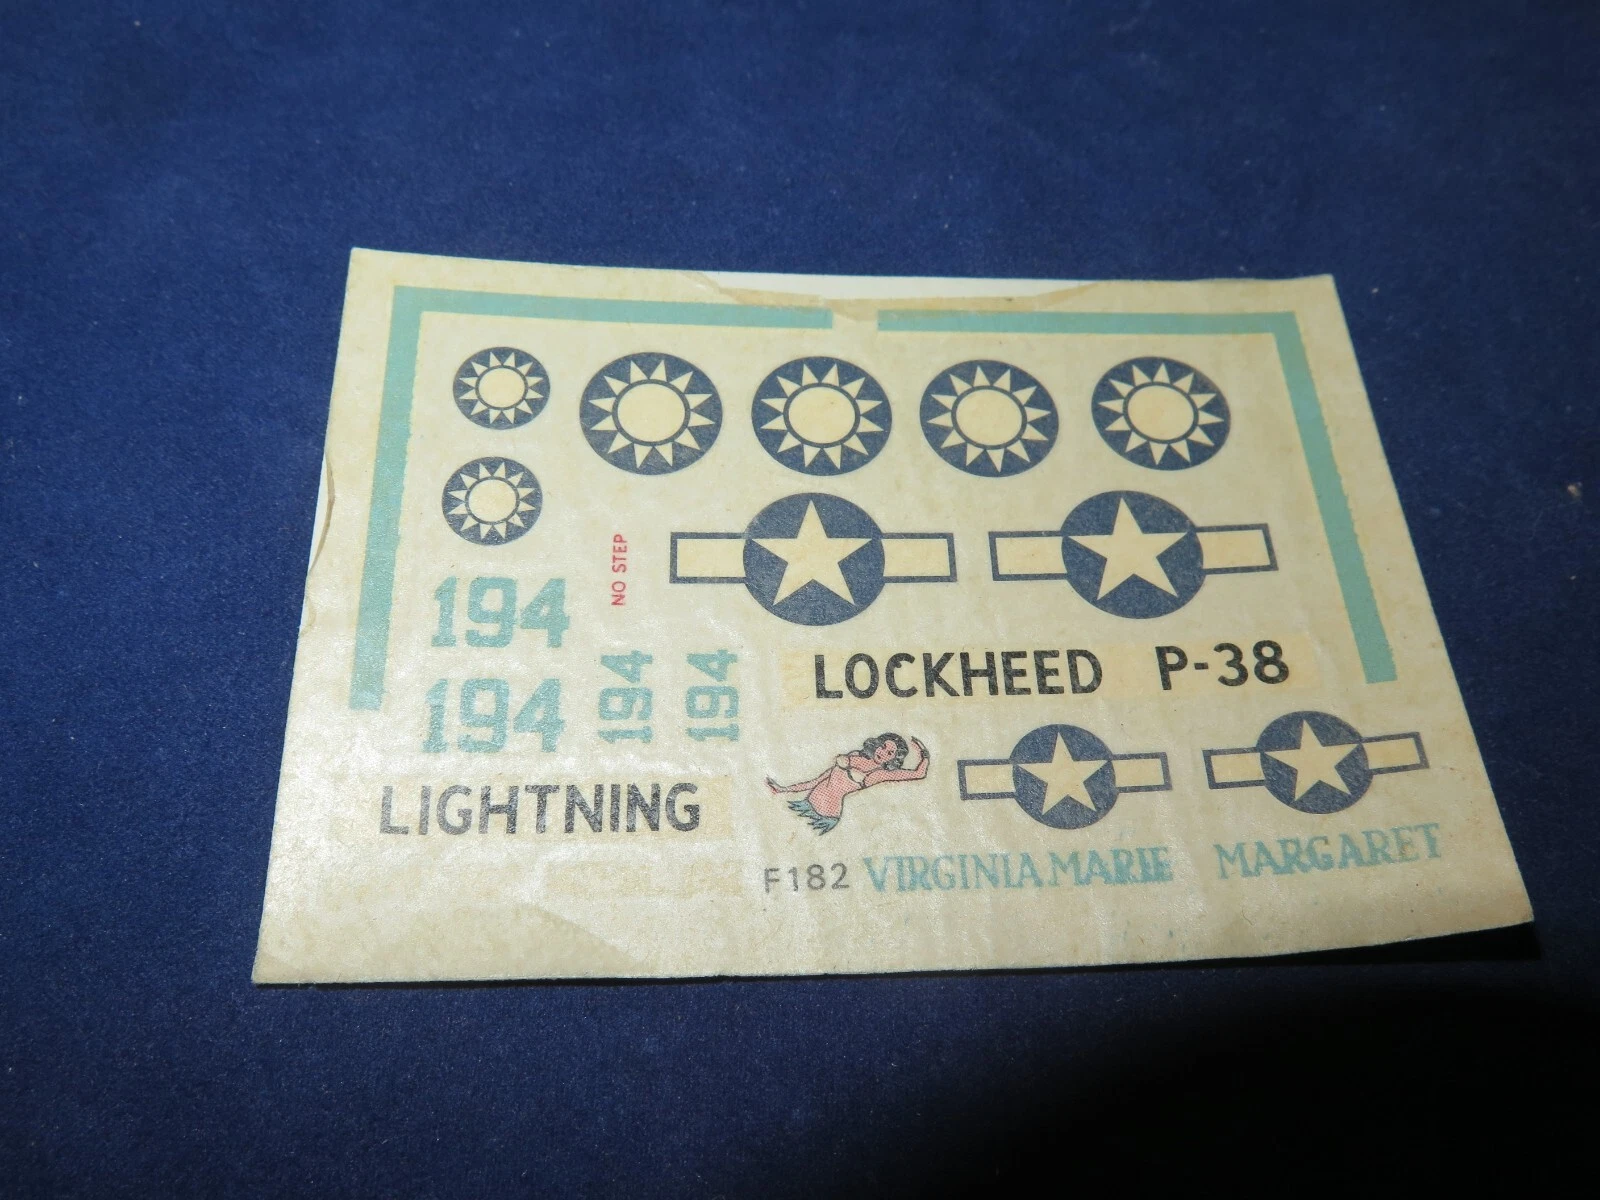 NO STEP
194
194
194
194
LOCKHEED P-38
LIGHTNING
F182 VIRGINIA MARIE MARGARET